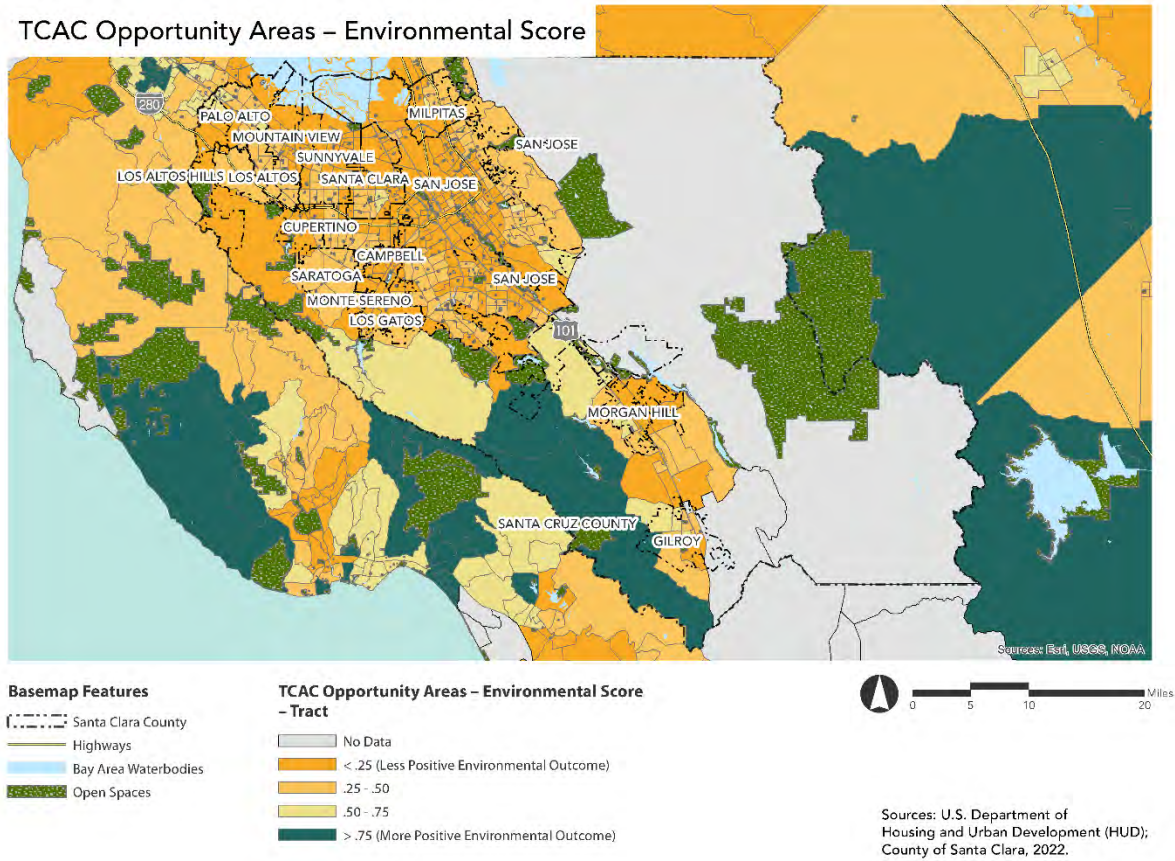 TCAC Opportunity Areas – Environmental Score
280
PALO ALTO
MILPITAS
MOUNTAIN VIEW
SAN JOSE
SUNNYVALE
LOS ALTOS HILLS
LOS ALTOS
SANTA CLARA
SAN JOSE
CUPERTINO
CAMPBELL
SARATOGA
SAN JOSE
MONTE SERENO
LOS GATOS
101
MORGAN HILL
SANTA CRUZ COUNTY
GILROY
Sources: Esri, USGS, NOAA
Basemap Features
Santa Clara County
Highways
Bay Area Waterbodies
Open Spaces
TCAC Opportunity Areas – Environmental Score
– Tract
No Data
< .25 (Less Positive Environmental Outcome)
.25 - .50
.50 - .75
> .75 (More Positive Environmental Outcome)
Miles
0 5 10 20
Sources: U.S. Department of
Housing and Urban Development (HUD);
County of Santa Clara, 2022.